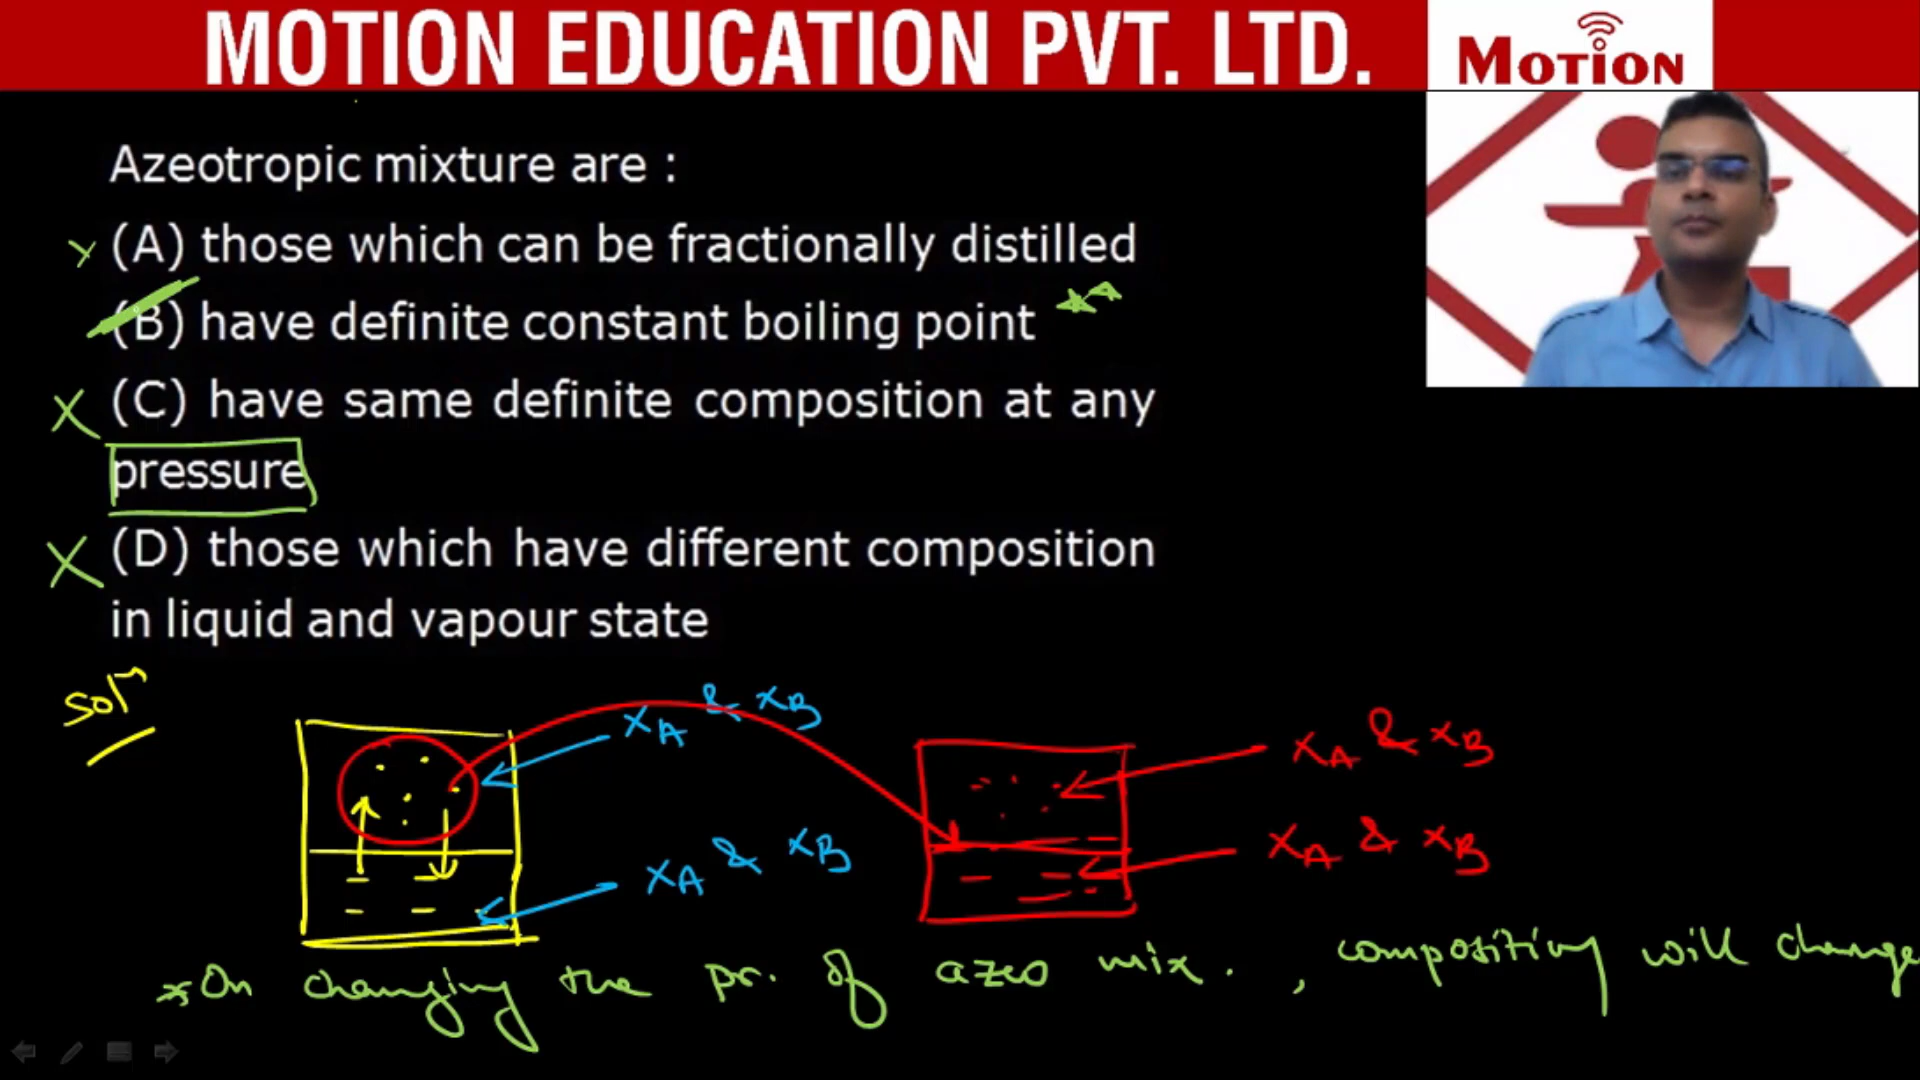 MOTION EDUCATION PVT. LTD.
MOTION
Azeotropic mixture are :
x (A) those which can be fractionally distilled
(B) have definite constant boiling point
X (C) have same definite composition at any
pressure
X (D) those which have different composition
in liquid and vapour state
Solⁿ
xA & xB
xA & xB
xA & xB
xA & xB
*On changing the pr. of azeo mix. , compositing will change